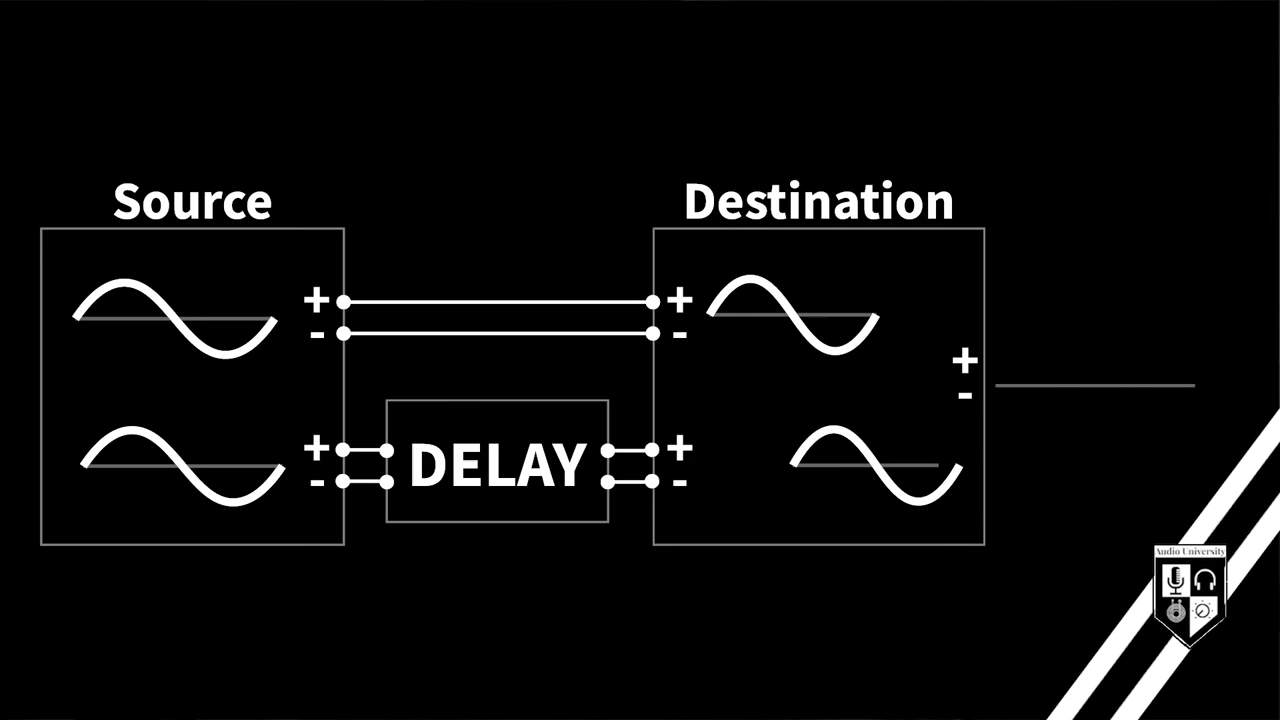 Source
Destination
+ +
- -
+
-
+ DELAY +
- -
Audio University